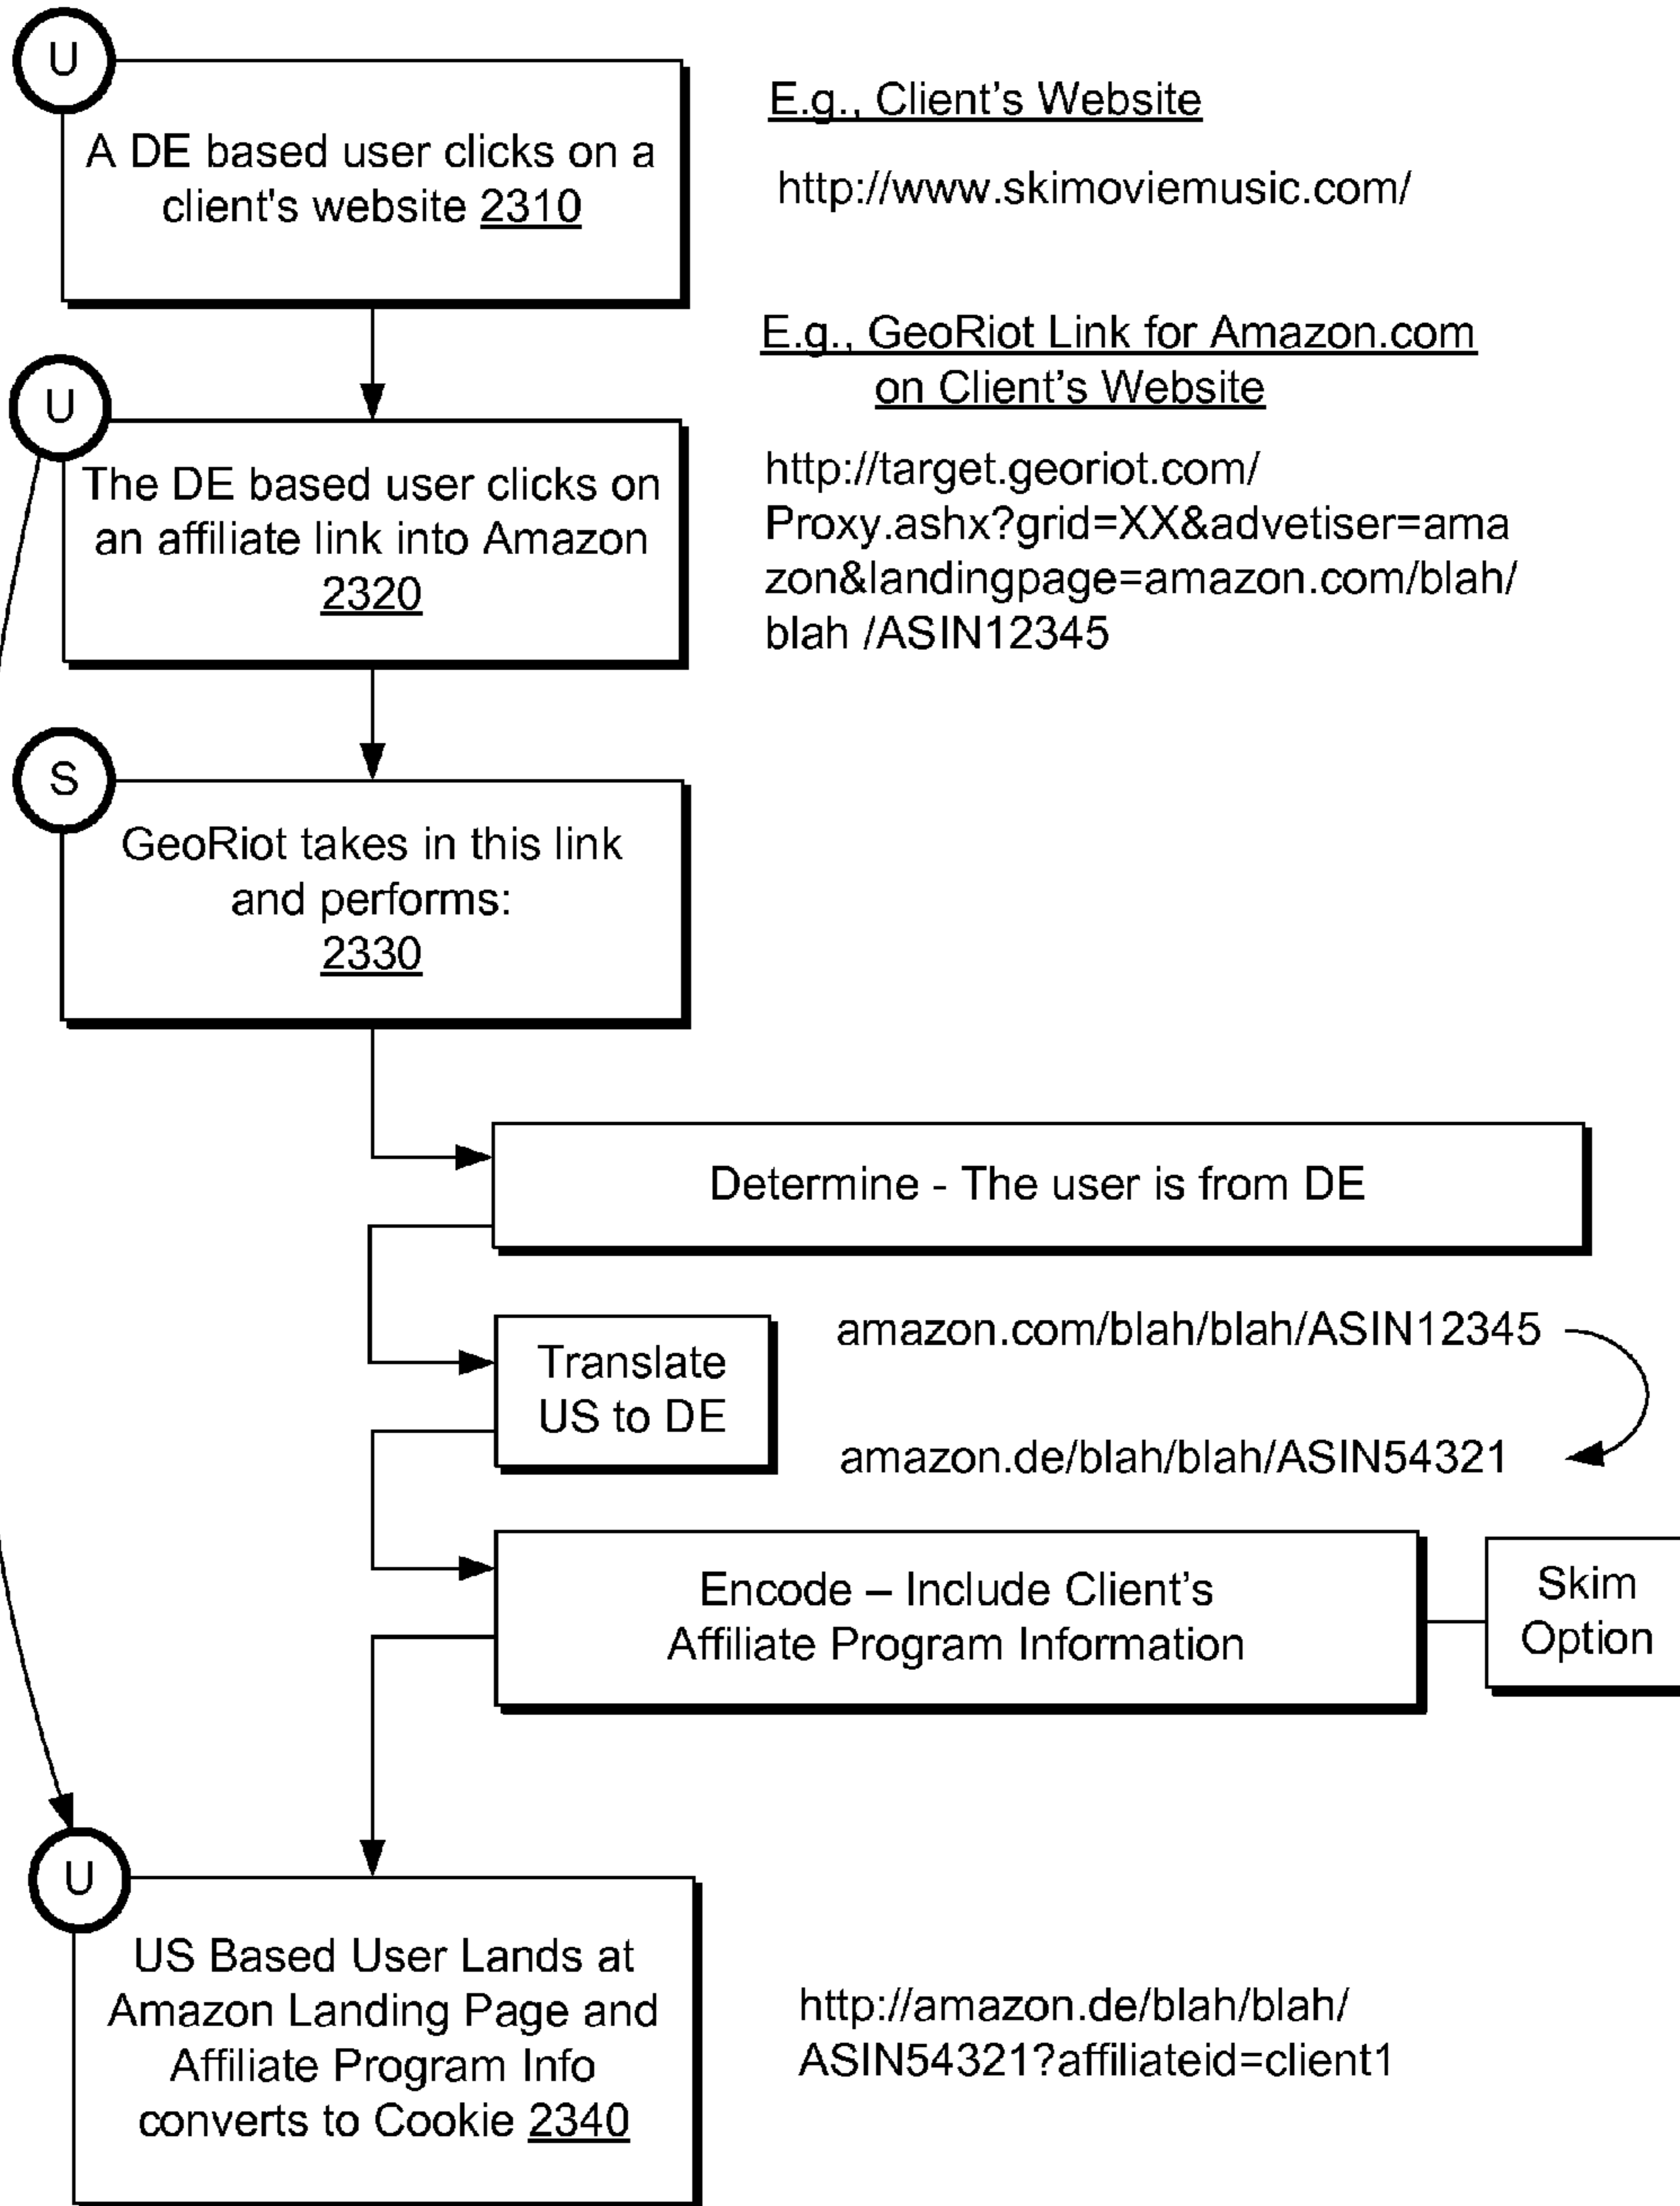 U
A DE based user clicks on a
client's website 2310
E.g., Client's Website
http://www.skimoviemusic.com/
U
The DE based user clicks on
an affiliate link into Amazon
2320
E.g., GeoRiot Link for Amazon.com
on Client's Website
http://target.georiot.com/
Proxy.ashx?grid=XX&advetiser=ama
zon&landingpage=amazon.com/blah/
blah /ASIN12345
S
GeoRiot takes in this link
and performs:
2330
Determine - The user is from DE
Translate
US to DE
amazon.com/blah/blah/ASIN12345
amazon.de/blah/blah/ASIN54321
Encode – Include Client's
Affiliate Program Information
Skim
Option
U
US Based User Lands at
Amazon Landing Page and
Affiliate Program Info
converts to Cookie 2340
http://amazon.de/blah/blah/
ASIN54321?affiliateid=client1